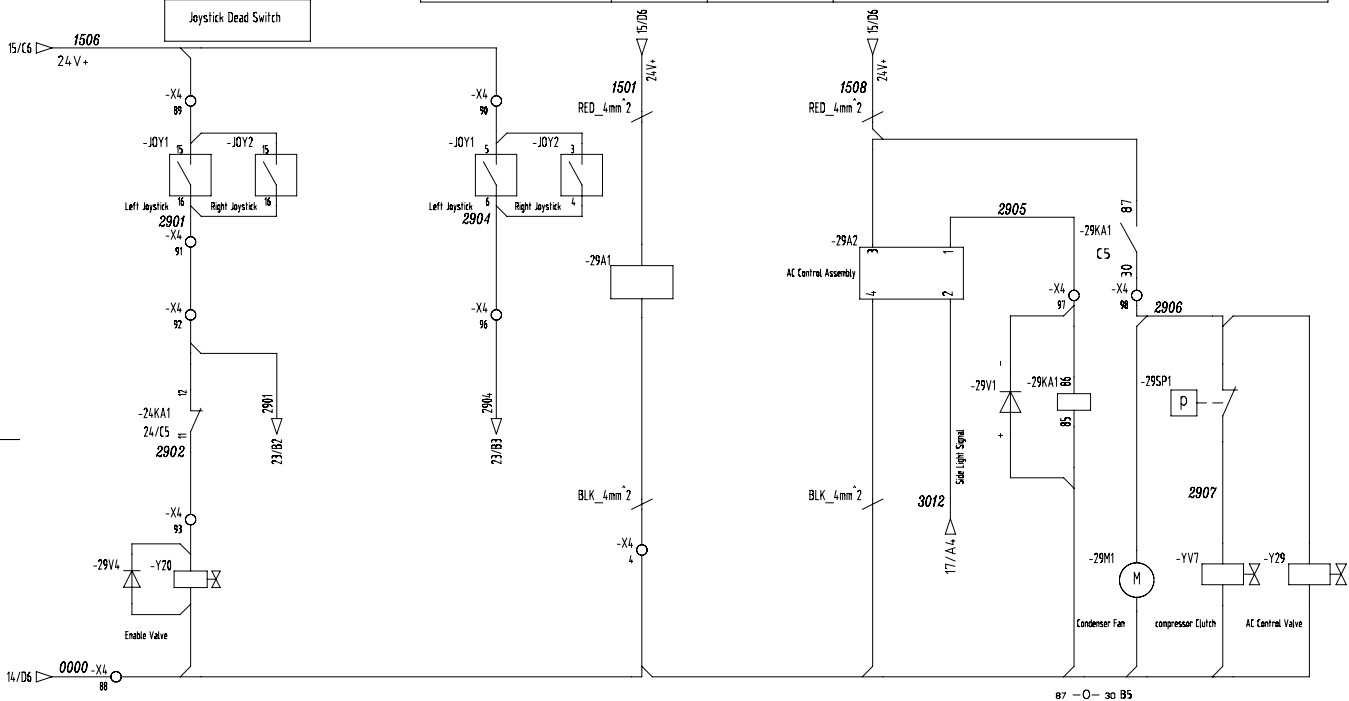 Joystick Dead Switch
15/C6
1506
24V+
15/D6
24V+
1501
RED_4mm^2
15/D6
24V+
1508
RED_4mm^2
-X4
89
-X4
90
-JOY1
15
16
-JOY2
15
16
Left Joystick
Right Joystick
2901
-JOY1
5
6
-JOY2
3
4
Left Joystick
Right Joystick
2904
-X4
91
-X4
92
-X4
96
-29A1
-29A2
3
1
4
2
AC Control Assembly
2905
87
-29KA1
C5
30
-X4
97
-X4
98
2906
12
-24KA1
24/C5
11
2902
2901
23/B2
2904
23/B3
-
-29V1
+
-29KA1
86
85
-29SP1
P
Side Light Signal
3012
17/A4
2907
BLK_4mm^2
BLK_4mm^2
-X4
93
-X4
4
-29V4
-Y20
Enable Valve
-29M1
M
Condenser Fan
-YV7
compressor Clutch
-Y29
AC Control Valve
14/D6
0000
-X4
88
87 -O- 30 B5